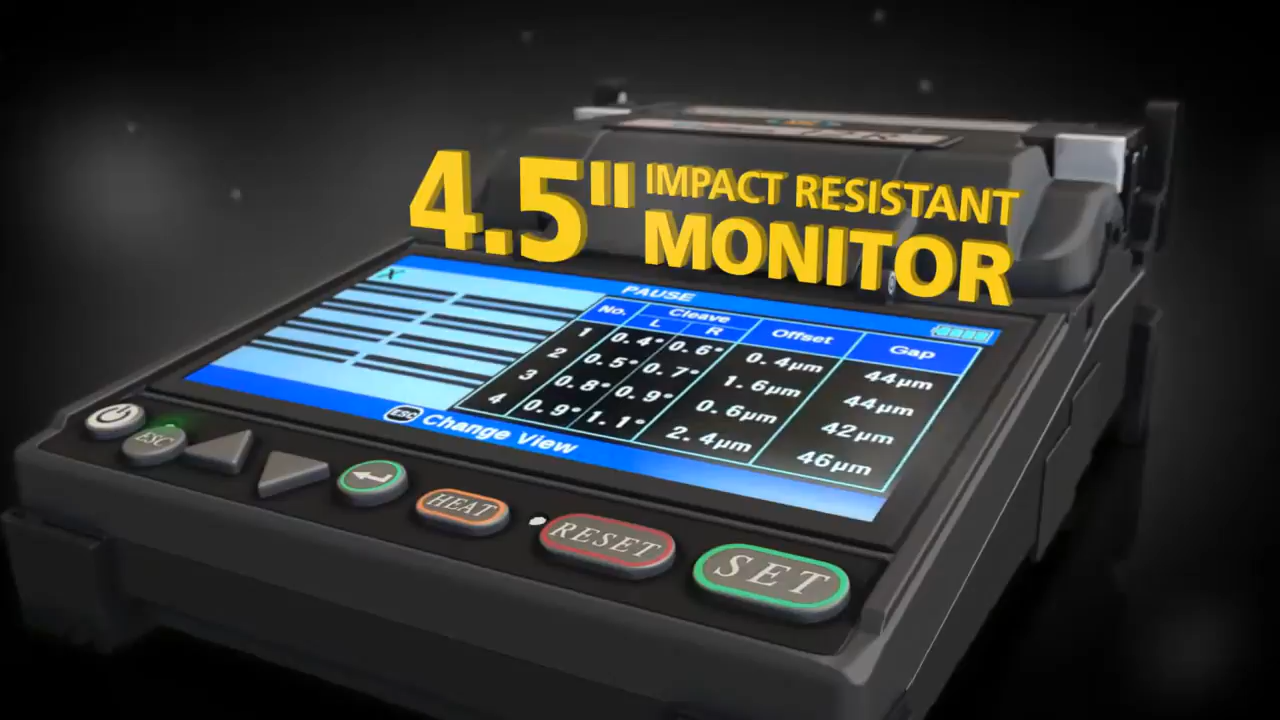 4.5" IMPACT RESISTANT
MONITOR
X PAUSE
No. Cleave Offset Gap
L R
1 0.4° 0.6° 0.4µm 44µm
2 0.5° 0.7° 1.6µm 44µm
3 0.8° 0.9° 0.6µm 42µm
4 0.9° 1.1° 2.4µm 46µm
ESC Change View
ESC
HEAT
RESET
SET